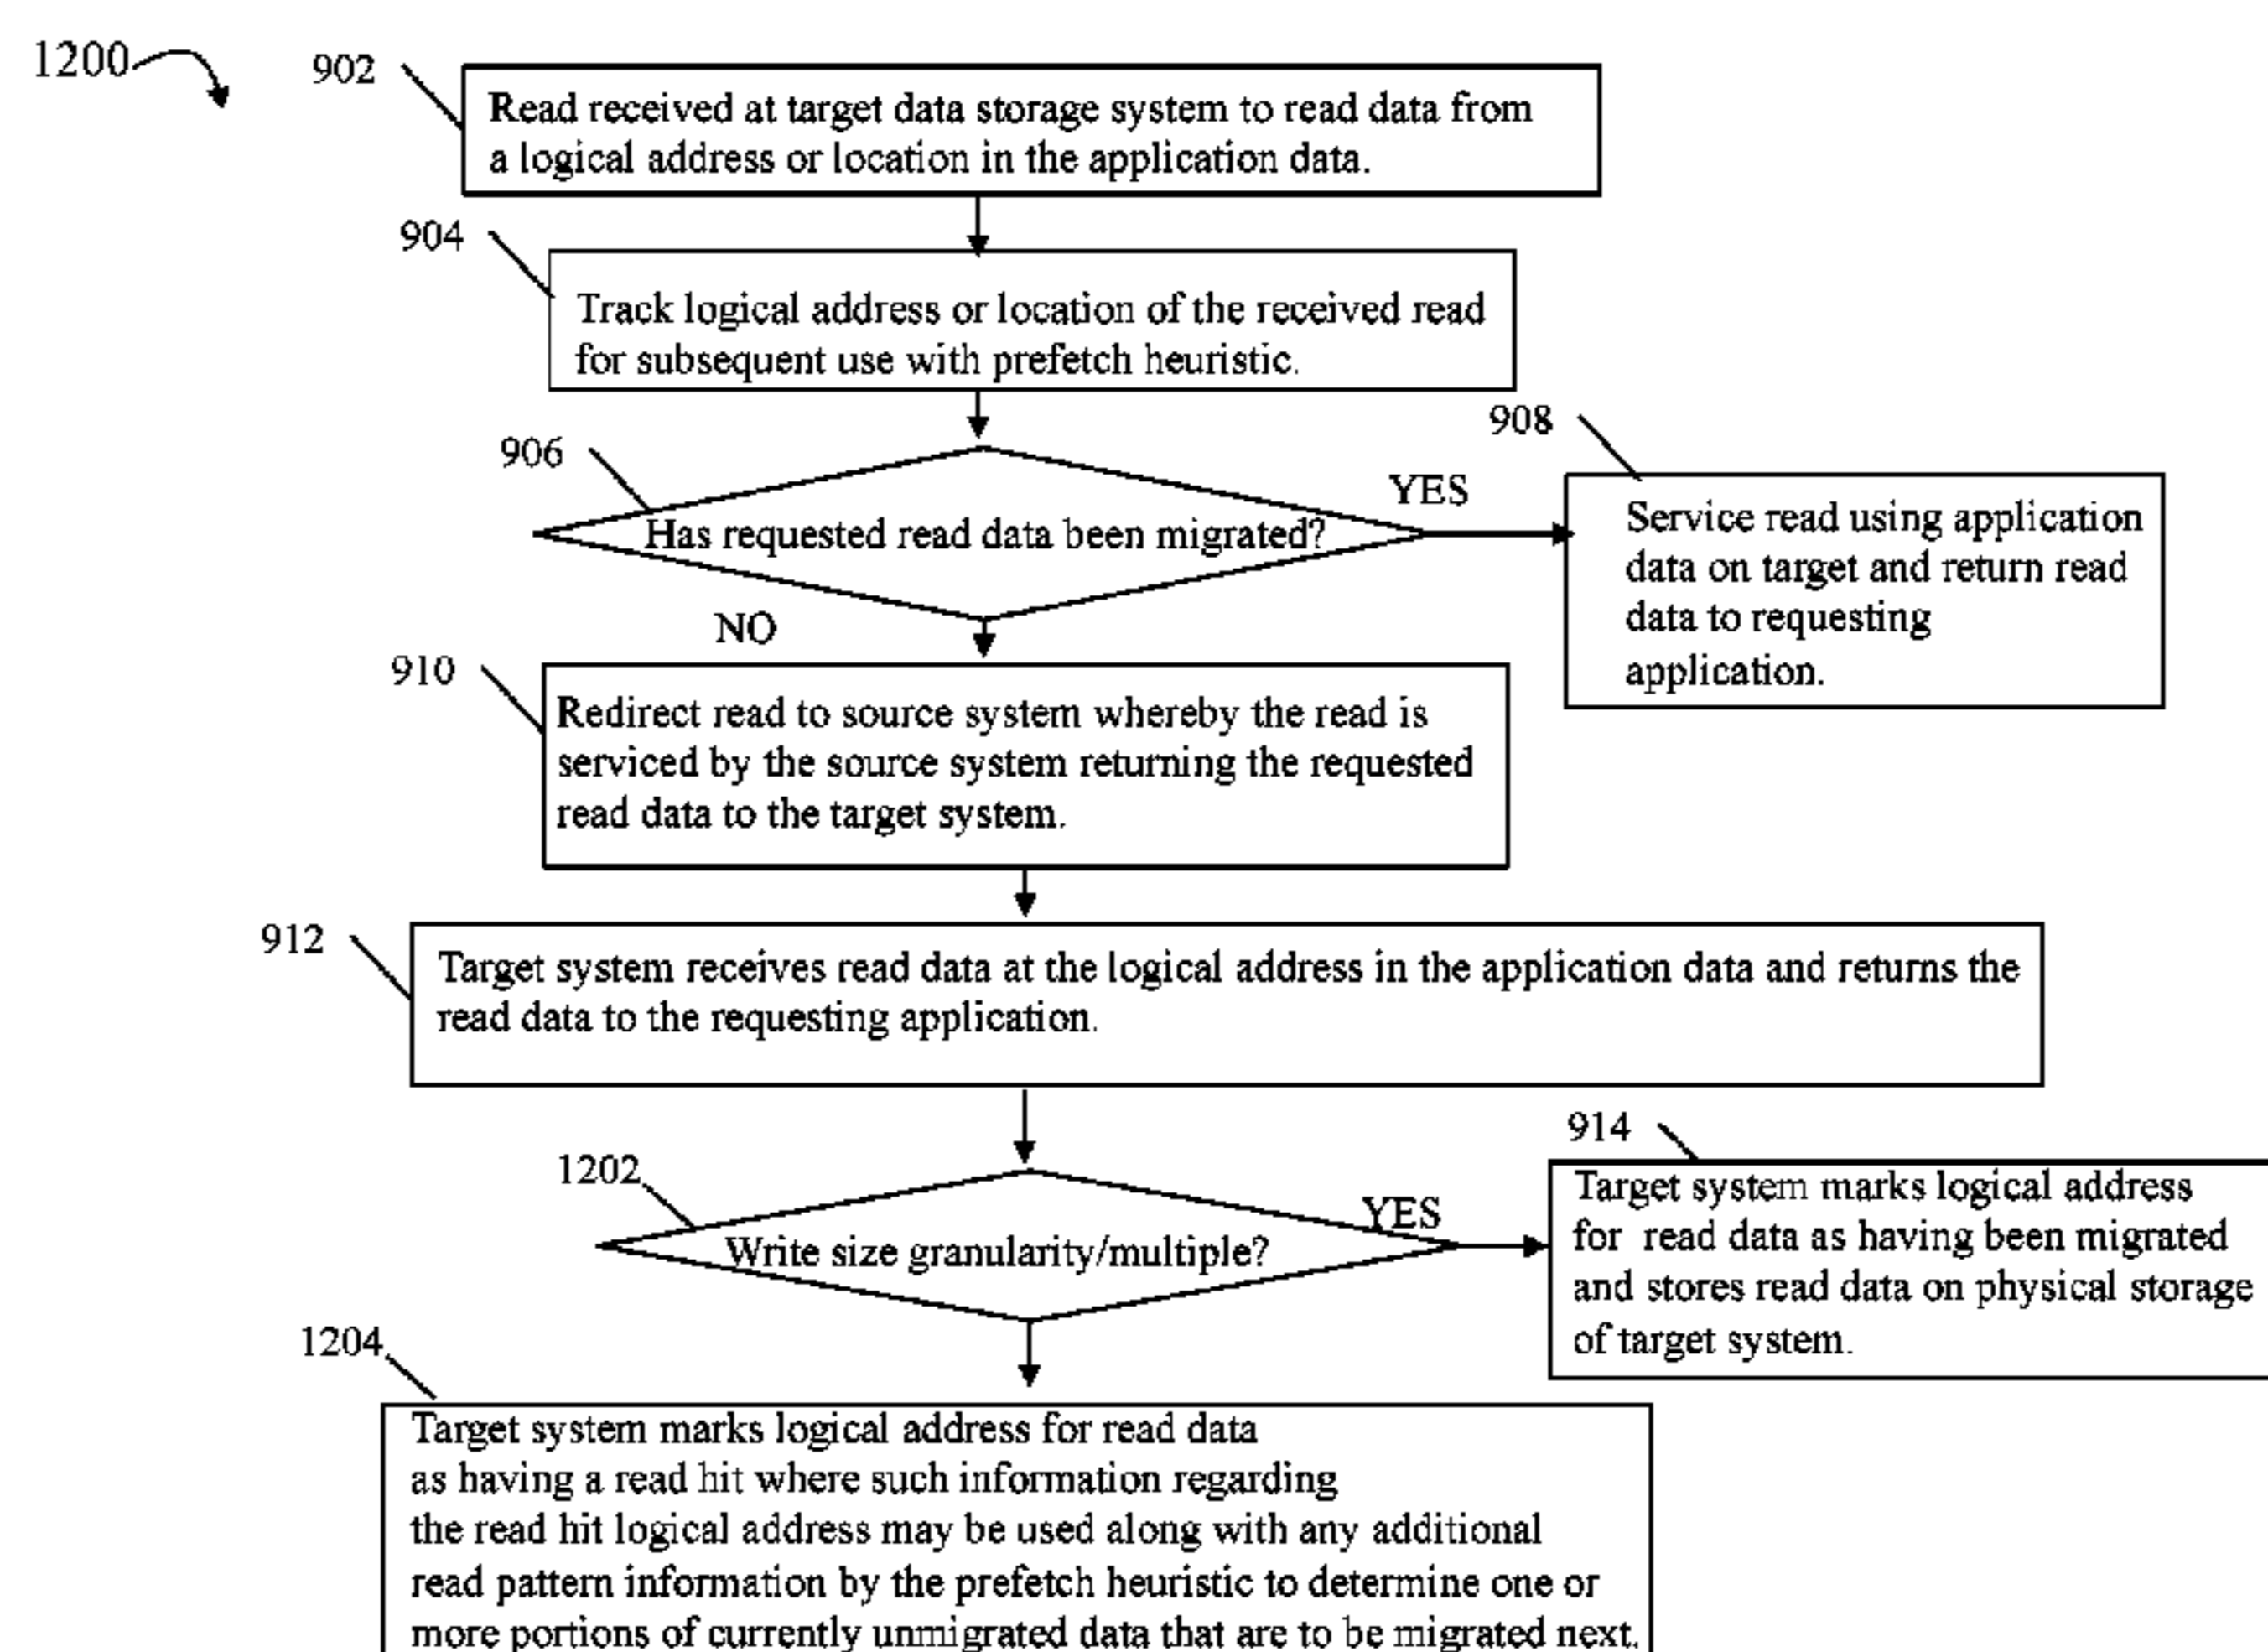 1200
902
Read received at target data storage system to read data from
a logical address or location in the application data.
904
Track logical address or location of the received read
for subsequent use with prefetch heuristic.
906
Has requested read data been migrated?
YES
908
Service read using application
data on target and return read
data to requesting
application.
NO
910
Redirect read to source system whereby the read is
serviced by the source system returning the requested
read data to the target system.
912
Target system receives read data at the logical address in the application data and returns the
read data to the requesting application.
1202
Write size granularity/multiple?
YES
914
Target system marks logical address
for read data as having been migrated
and stores read data on physical storage
of target system.
1204
Target system marks logical address for read data
as having a read hit where such information regarding
the read hit logical address may be used along with any additional
read pattern information by the prefetch heuristic to determine one or
more portions of currently unmigrated data that are to be migrated next.